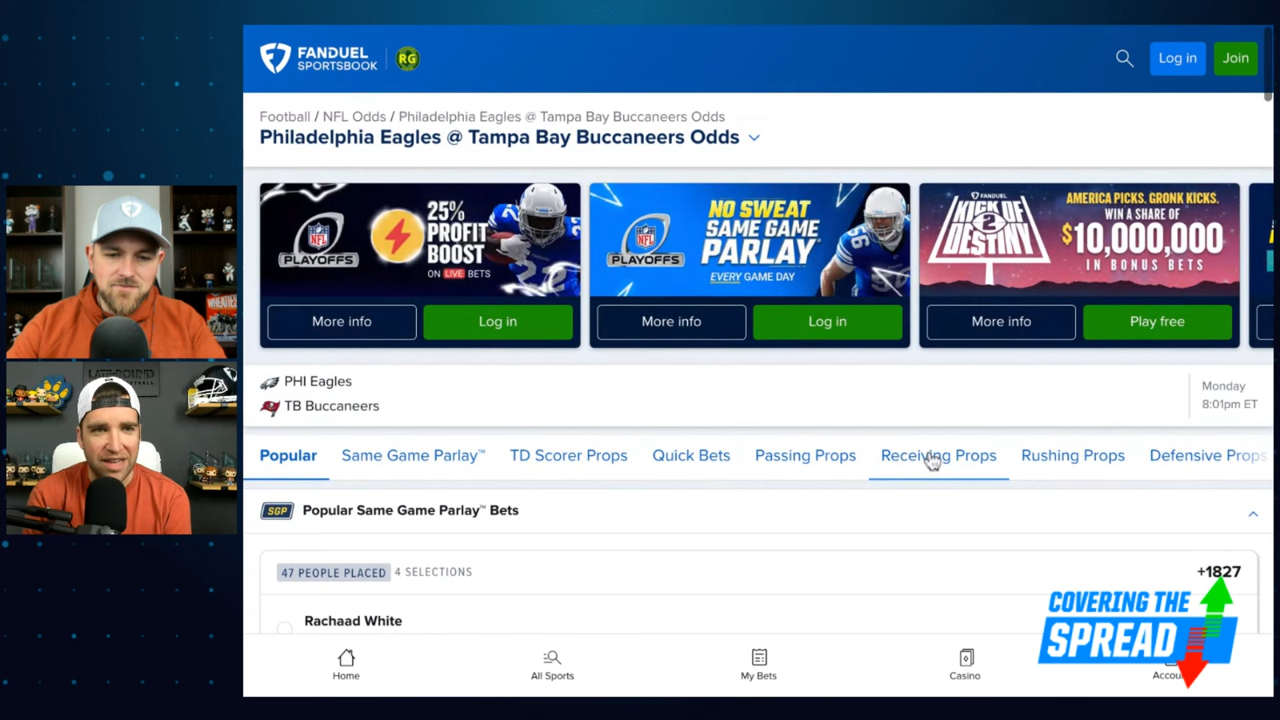 FANDUEL
SPORTSBOOK
RG
Log in
Join
Football / NFL Odds / Philadelphia Eagles @ Tampa Bay Buccaneers Odds
Philadelphia Eagles @ Tampa Bay Buccaneers Odds
NFL
PLAYOFFS
25%
PROFIT
BOOST
ON LIVE BETS
More info
Log in
NFL
PLAYOFFS
NO SWEAT
SAME GAME
PARLAY
EVERY GAME DAY
56
More info
Log in
FANDUEL
KICK OF
DESTINY
2
AMERICA PICKS. GRONK KICKS.
WIN A SHARE OF
$10,000,000
IN BONUS BETS
More info
Play free
PHI Eagles
TB Buccaneers
Monday
8:01pm ET
Popular
Same Game Parlay™
TD Scorer Props
Quick Bets
Passing Props
Receiving Props
Rushing Props
Defensive Props
SGP
Popular Same Game Parlay™ Bets
47 PEOPLE PLACED
4 SELECTIONS
+1827
Rachaad White
Home
All Sports
My Bets
Casino
Accou
COVERING THE
SPREAD
WHEATIES
LATE ROUND